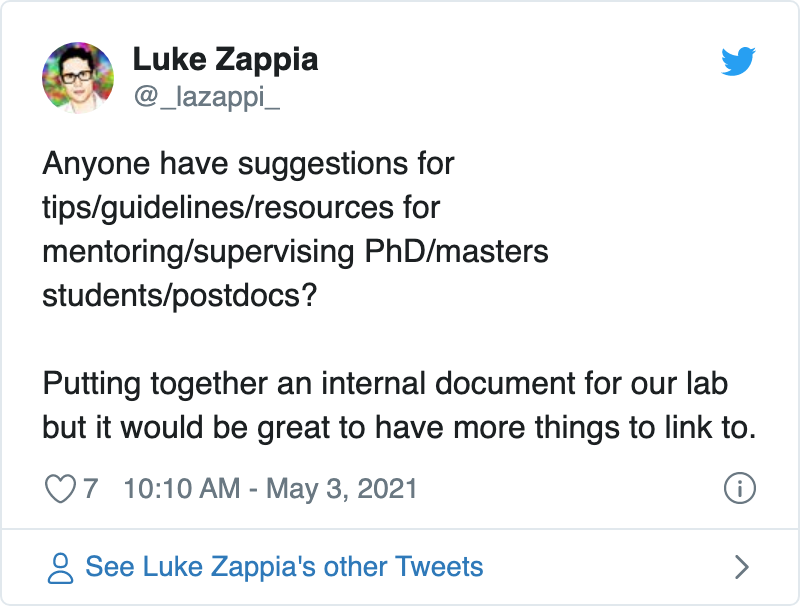 Luke Zappia
@_lazappi_
Anyone have suggestions for
tips/guidelines/resources for
mentoring/supervising PhD/masters
students/postdocs?
Putting together an internal document for our lab
but it would be great to have more things to link to.
7 10:10 AM - May 3, 2021
See Luke Zappia's other Tweets